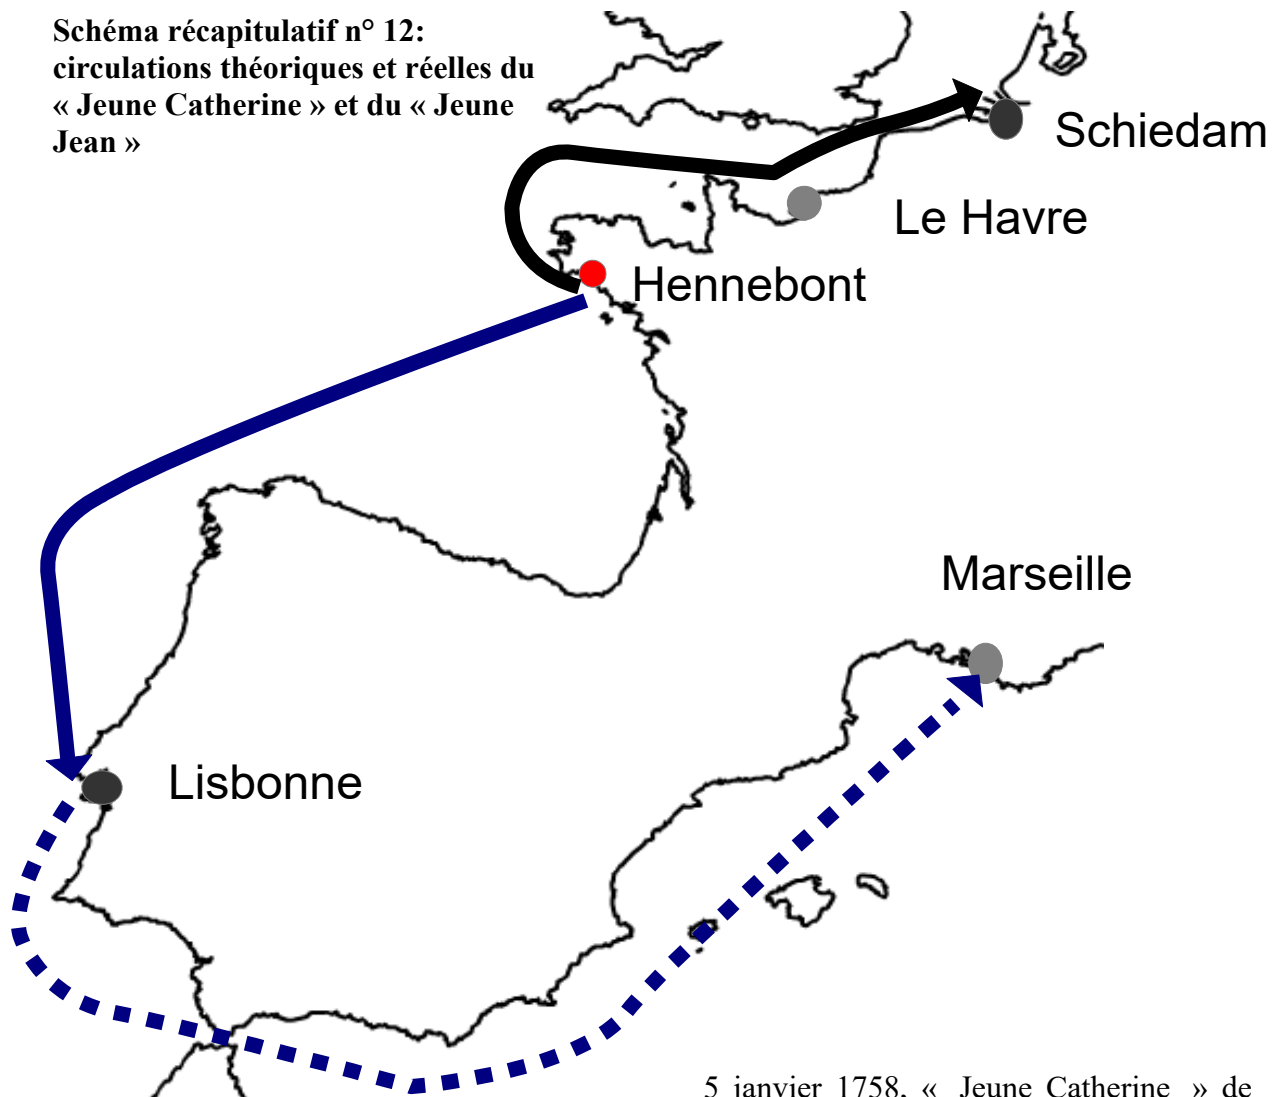 Schéma récapitulatif n° 12:
circulations théoriques et réelles du
« Jeune Catherine » et du « Jeune
Jean »
Schiedam
Le Havre
Hennebont
Marseille
Lisbonne
5 janvier 1758, « Jeune Catherine » de